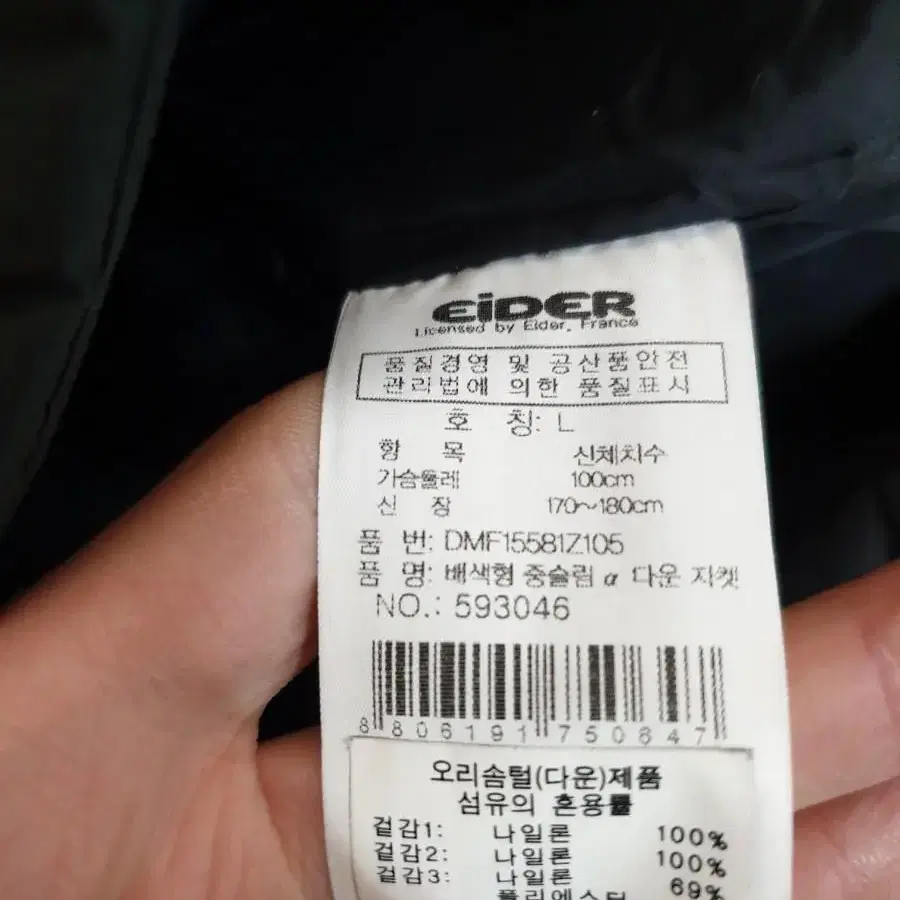 EiDER
Licensed by Eider, France
품질경영 및 공산품안전
관리법에 의한 품질표시
호 칭: L
항 목 신체치수
가슴둘레 100cm
신 장 170~180cm
품 번: DMF15581Z105
품 명: 배색형 중슬림 α 다운 자켓
NO.: 593046
8 806191 750647
오리솜털(다운)제품
섬유의 혼용률
겉감1: 나일론 100%
겉감2: 나일론 100%
겉감3: 나일론 69%
폴리에스터